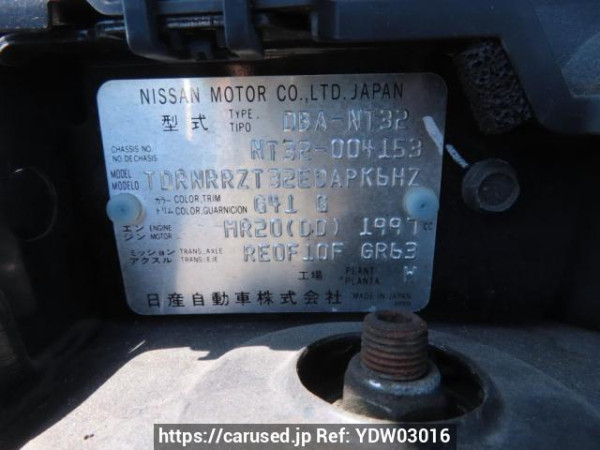 NISSAN MOTOR CO.,LTD. JAPAN
型式 TYPE. TIPO DBA-NT32
CHASSIS NO. NO DE CHASIS NT32-004153
MODEL MODELO TDRNRRZT32EDAPK6HZ
カラー COLOR,TRIM
トリム COLOR,GUARNICION G41 G
エンジン ENGINE MOTOR MR20(DD) 1997 cc
ミッション TRANS. AXLE
アクスル TRANS. EJE RE0F10F GR63
工場 PLANT PLANTA W
日産自動車株式会社 MADE IN JAPAN
https://carused.jp Ref: YDW03016